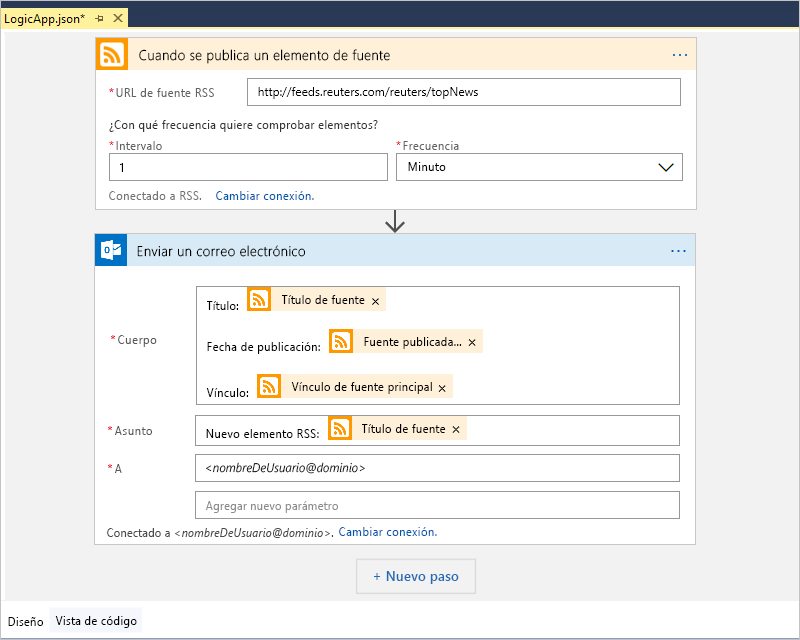 LogicApp.json*
Cuando se publica un elemento de fuente
*URL de fuente RSS http://feeds.reuters.com/reuters/topNews
¿Con qué frecuencia quiere comprobar elementos?
*Intervalo *Frecuencia
1 Minuto
Conectado a RSS. Cambiar conexión.
Enviar un correo electrónico
*Cuerpo
Título: Título de fuente ×
Fecha de publicación: Fuente publicada... ×
Vínculo: Vínculo de fuente principal ×
*Asunto Nuevo elemento RSS: Título de fuente ×
*A <nombreDeUsuario@dominio>
Agregar nuevo parámetro
Conectado a <nombreDeUsuario@dominio>. Cambiar conexión.
+ Nuevo paso
Diseño Vista de código